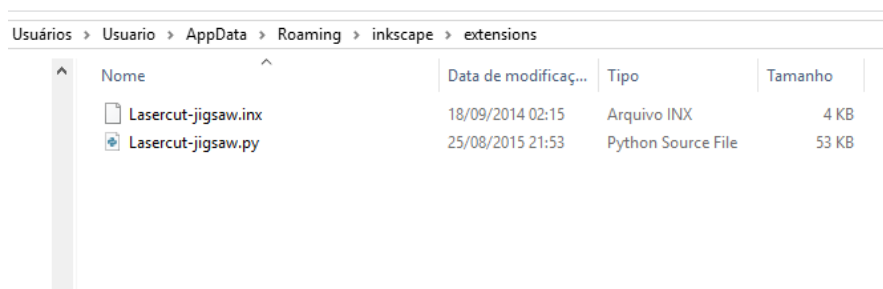 Usuários > Usuario > AppData > Roaming > inkscape > extensions
Nome Data de modificaç... Tipo Tamanho
Lasercut-jigsaw.inx 18/09/2014 02:15 Arquivo INX 4 KB
Lasercut-jigsaw.py 25/08/2015 21:53 Python Source File 53 KB